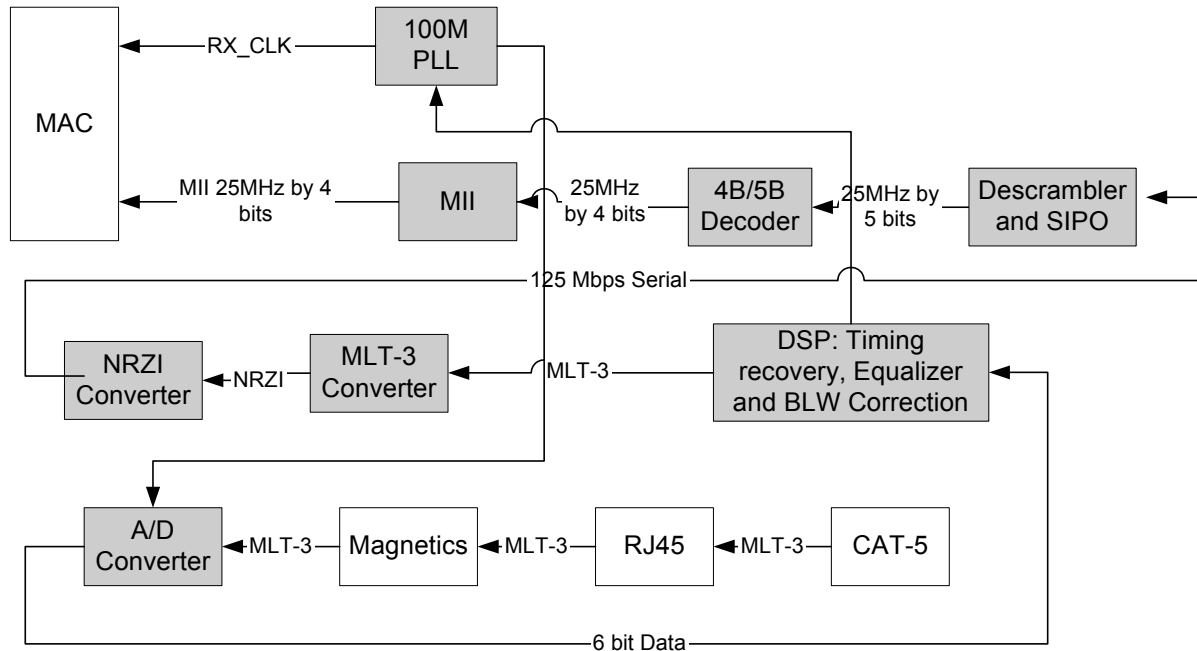 100M
PLL
RX_CLK
MAC
MII 25MHz by 4
bits
MII
25MHz
by 4 bits
4B/5B
Decoder
25MHz by
5 bits
Descrambler
and SIPO
125 Mbps Serial
NRZI
Converter
NRZI
MLT-3
Converter
MLT-3
DSP: Timing
recovery, Equalizer
and BLW Correction
A/D
Converter
MLT-3
Magnetics
MLT-3
RJ45
MLT-3
CAT-5
6 bit Data